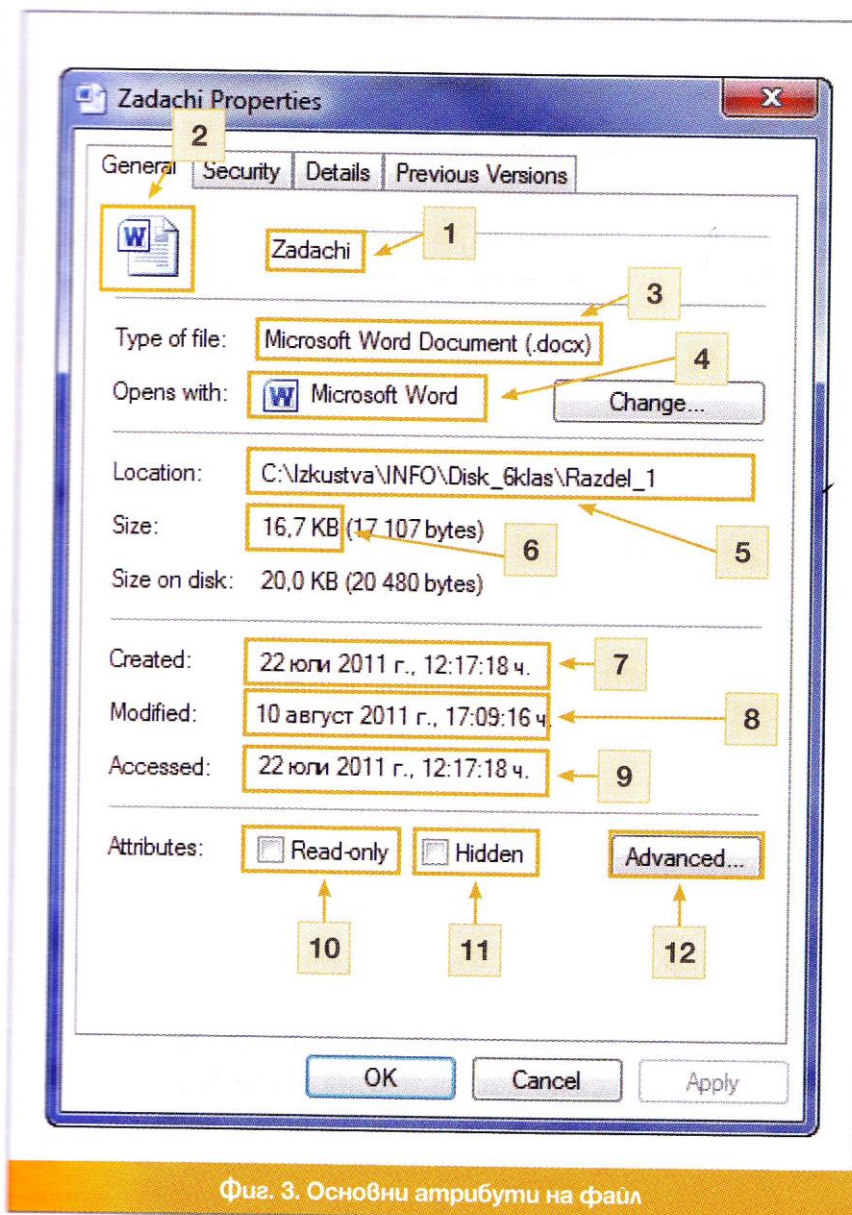 Zadachi Properties
2
General Security Details Previous Versions
W
Zadachi
1
3
Type of file: Microsoft Word Document (.docx)
4
Opens with: W Microsoft Word Change...
Location: C:\Izkustva\INFO\Disk_6klas\Razdel_1
Size: 16,7 KB (17 107 bytes)
6
5
Size on disk: 20,0 KB (20 480 bytes)
Created: 22 юли 2011 г., 12:17:18 ч.
7
Modified: 10 август 2011 г., 17:09:16 ч.
8
Accessed: 22 юли 2011 г., 12:17:18 ч.
9
Attributes: Read-only Hidden Advanced...
10 11 12
OK Cancel Apply
Фиг. 3. Основни атрибути на файл